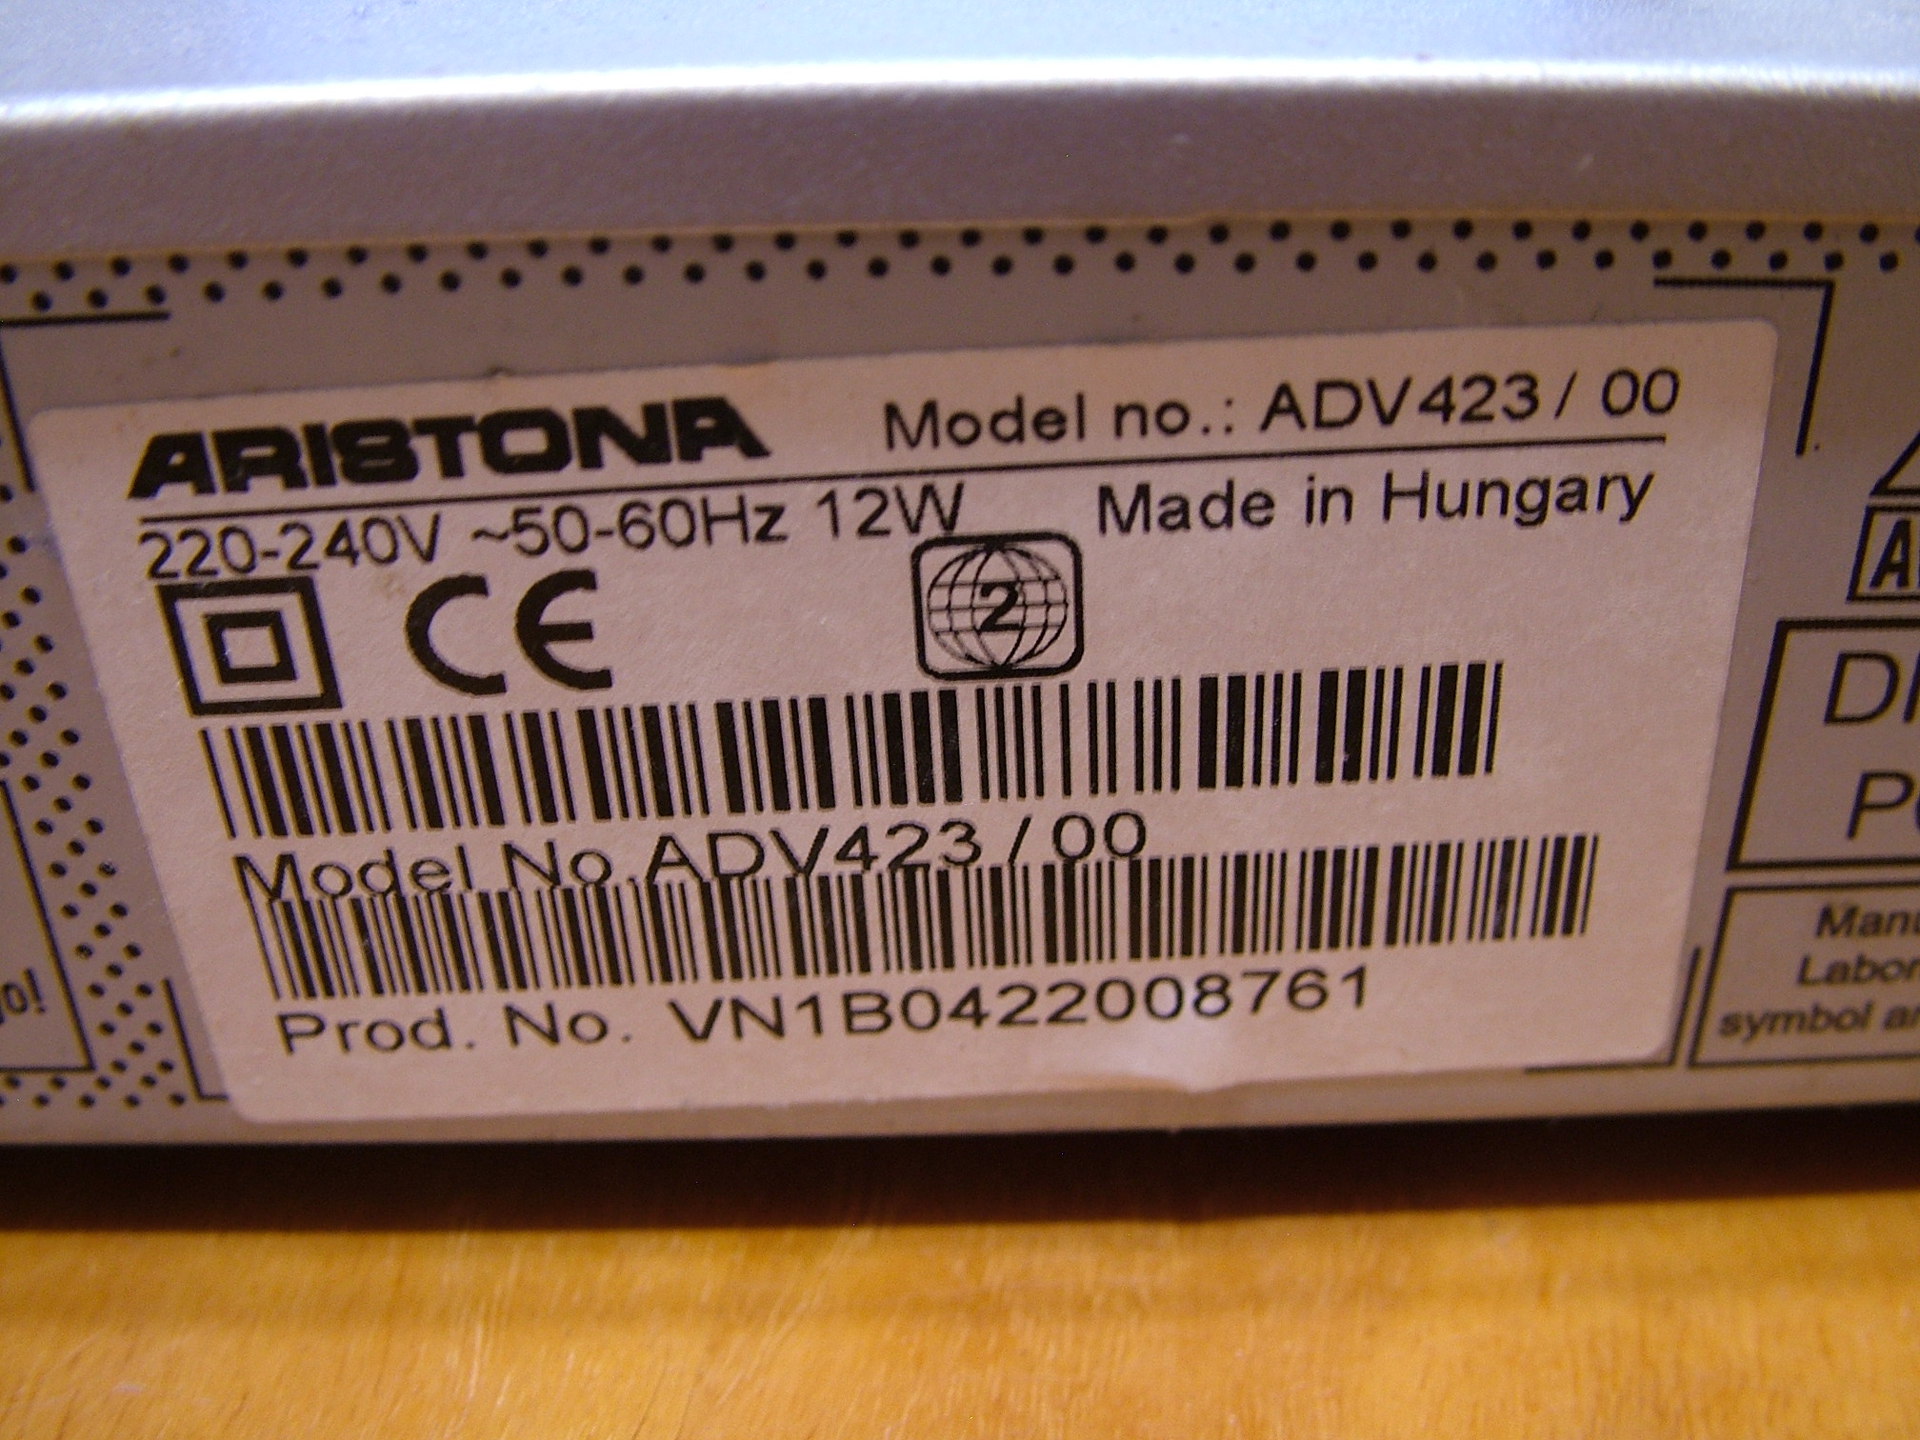 ARISTONA Model no.: ADV423 / 00
220-240V ~50-60Hz 12W Made in Hungary
CE
2
Model No.ADV423 / 00
Prod. No. VN1B0422008761
symbol